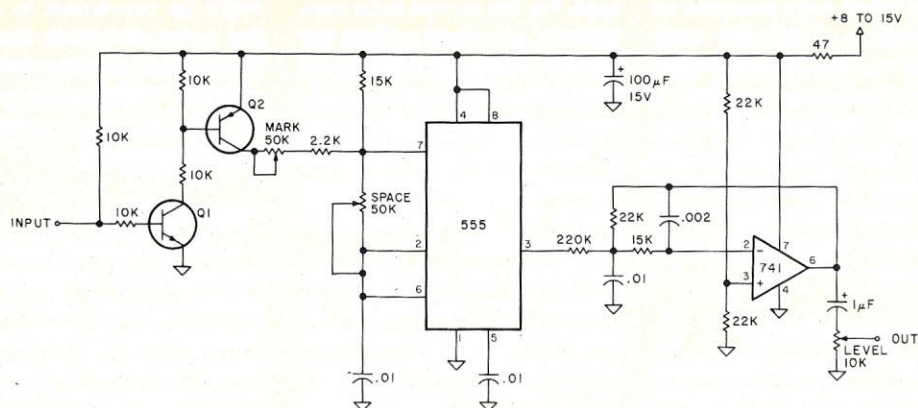 +8 TO 15V
47
10K
15K
100µF
15V
22K
Q2
MARK
50K
2.2K
10K
10K
4
8
7
INPUT
10K
Q1
SPACE
50K
555
2
3
6
220K
22K
.002
15K
.01
2
-
7
741
6
3
+
4
1µF
22K
OUT
LEVEL
10K
1
5
.01
.01
+
+